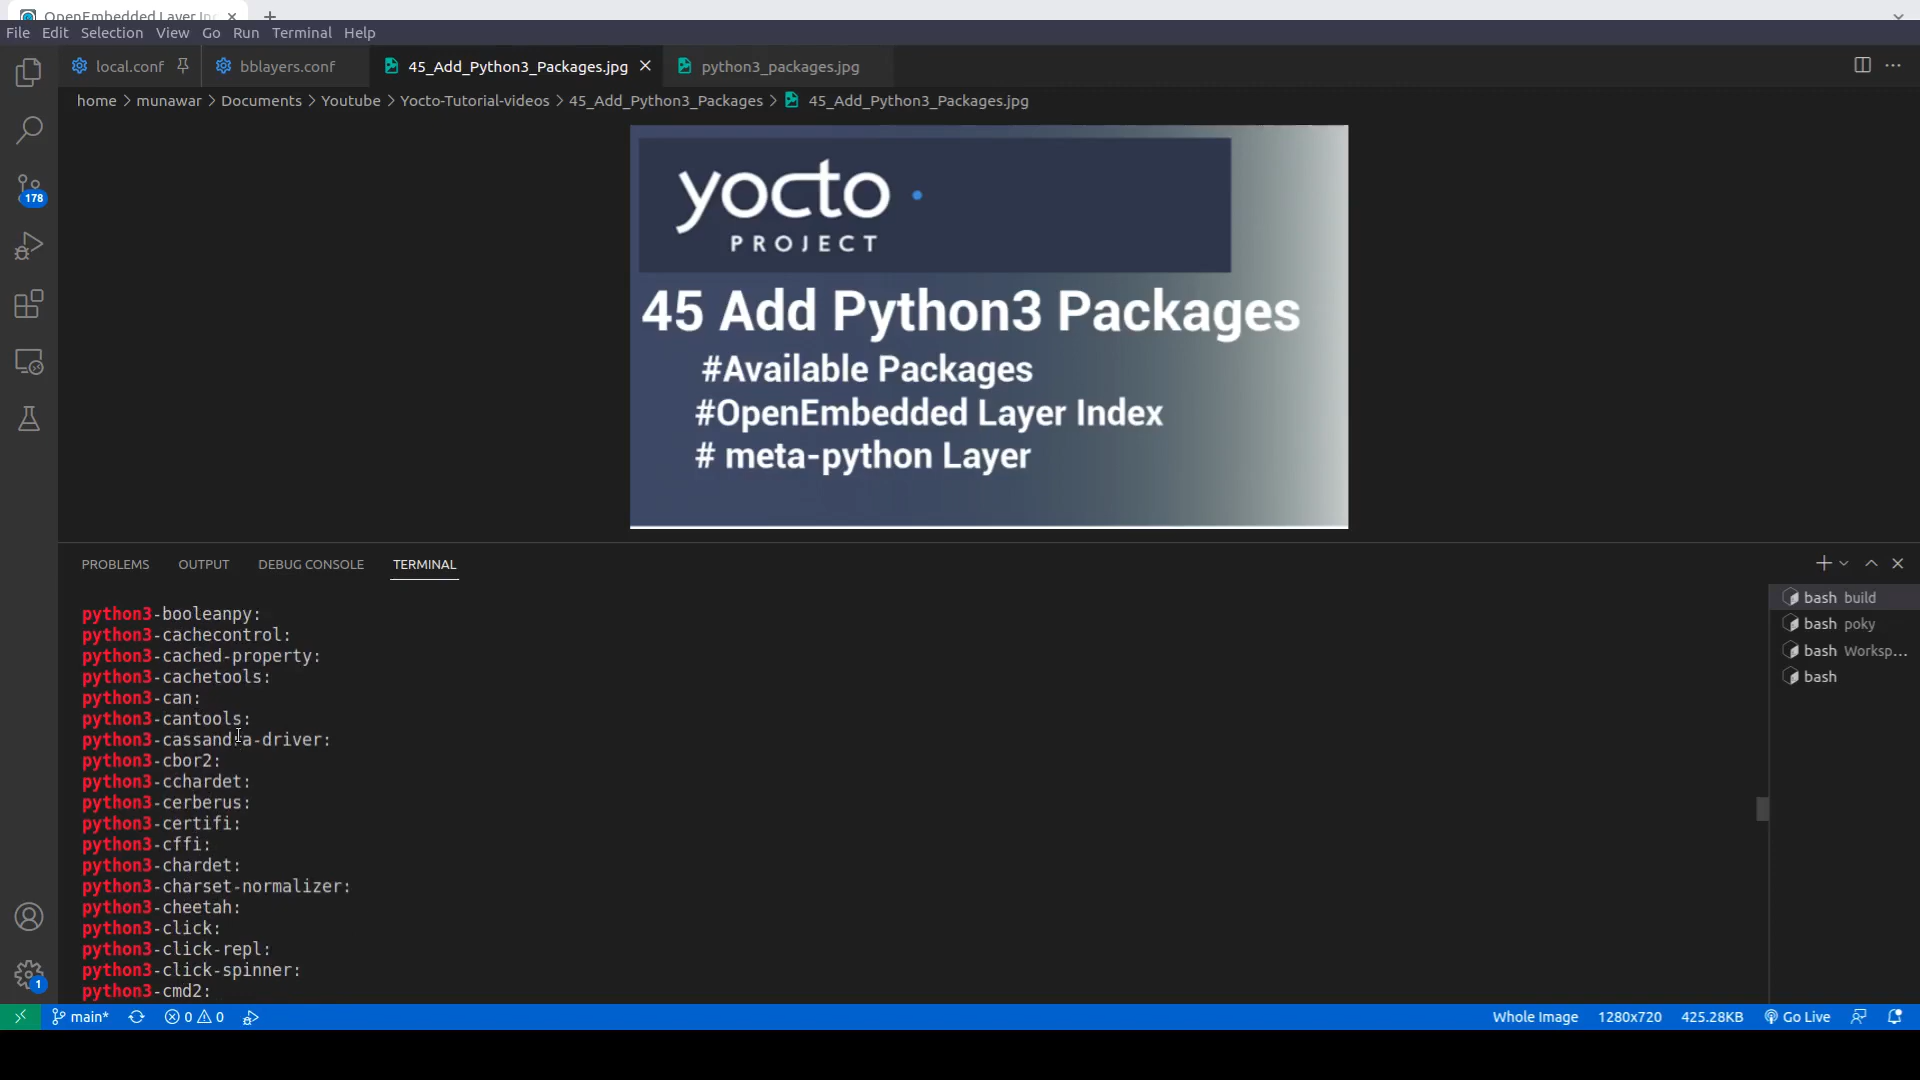 OpenEmbedded Layer In
File Edit Selection View Go Run Terminal Help
local.conf bblayers.conf 45_Add_Python3_Packages.jpg python3_packages.jpg
home > munawar > Documents > Youtube > Yocto-Tutorial-videos > 45_Add_Python3_Packages > 45_Add_Python3_Packages.jpg
yocto
PROJECT
45 Add Python3 Packages
#Available Packages
#OpenEmbedded Layer Index
# meta-python Layer
178
PROBLEMS OUTPUT DEBUG CONSOLE TERMINAL
python3-booleanpy:
python3-cachecontrol:
python3-cached-property:
python3-cachetools:
python3-can:
python3-cantools:
python3-cassandra-driver:
python3-cbor2:
python3-cchardet:
python3-cerberus:
python3-certifi:
python3-cffi:
python3-chardet:
python3-charset-normalizer:
python3-cheetah:
python3-click:
python3-click-repl:
python3-click-spinner:
python3-cmd2:
bash build
bash poky
bash Worksp...
bash
1
main* 0 0 Whole Image 1280x720 425.28KB Go Live